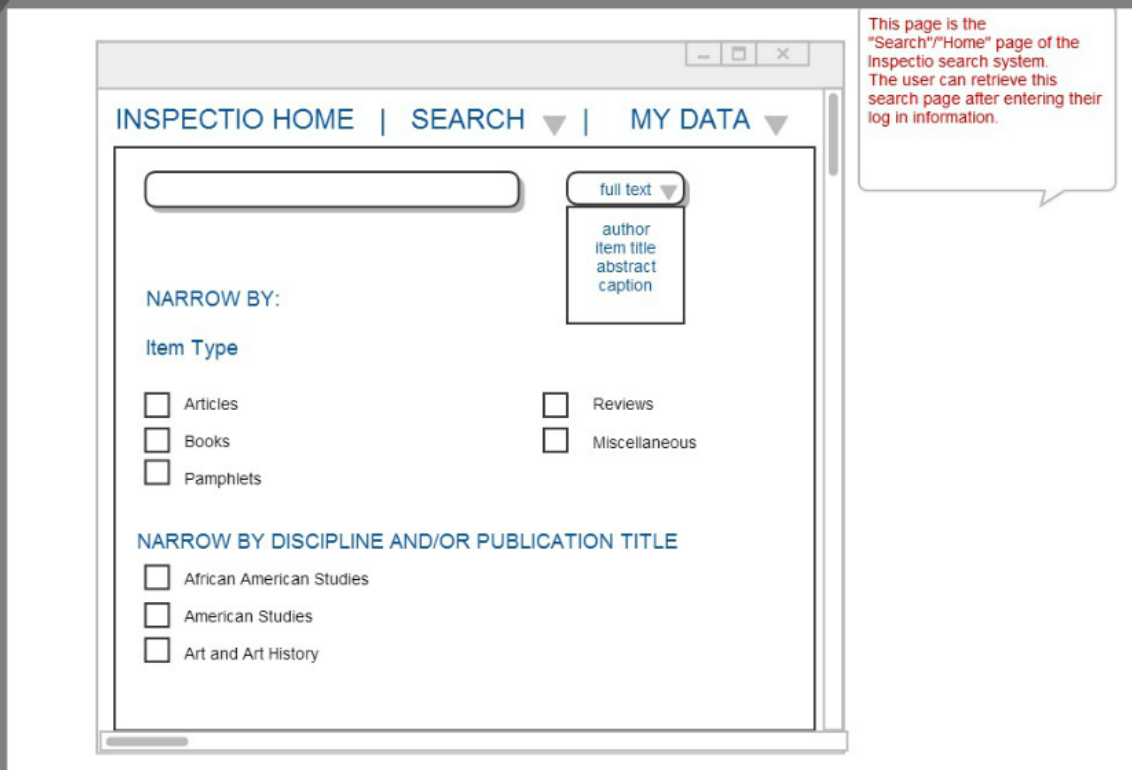 This page is the
"Search"/"Home" page of the
Inspectio search system.
The user can retrieve this
search page after entering their
log in information.
INSPECTIO HOME | SEARCH | MY DATA
full text
author
item title
abstract
caption
NARROW BY:
Item Type
Articles
Reviews
Books
Miscellaneous
Pamphlets
NARROW BY DISCIPLINE AND/OR PUBLICATION TITLE
African American Studies
American Studies
Art and Art History